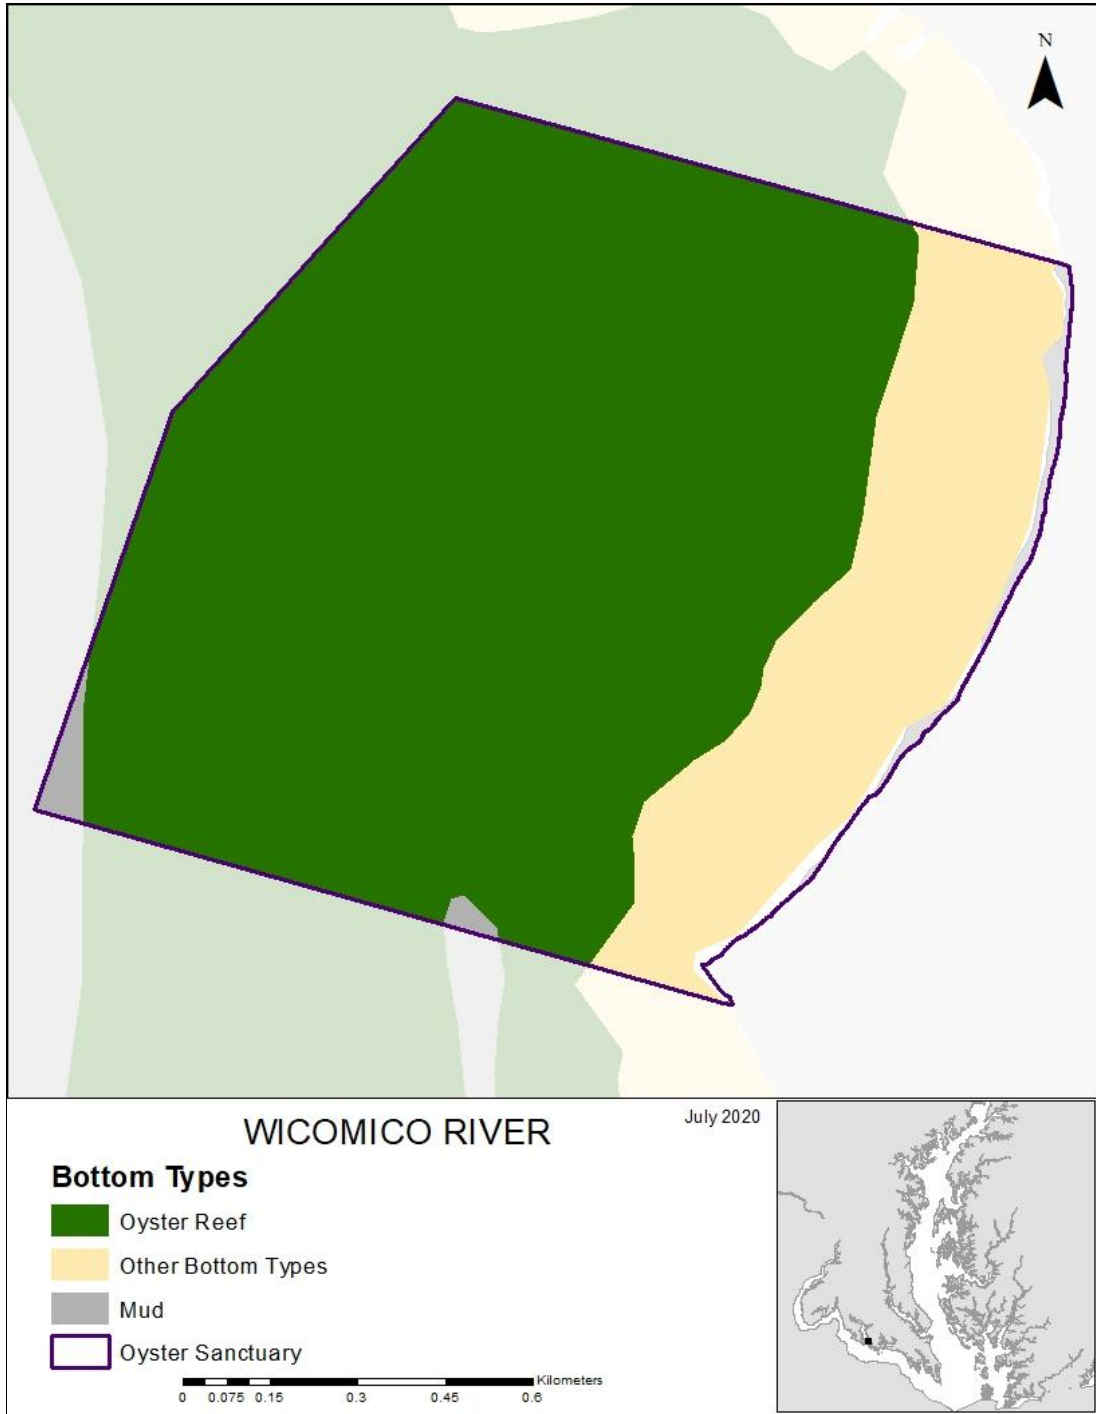 N
WICOMICO RIVER
July 2020
Bottom Types
Oyster Reef
Other Bottom Types
Mud
Oyster Sanctuary
Kilometers
0 0.075 0.15 0.3 0.45 0.6